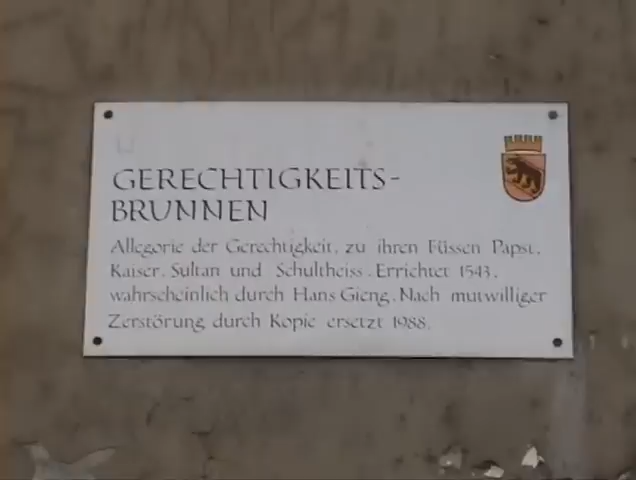 GERECHTIGKEITS-
BRUNNEN
Allegorie der Gerechtigkeit, zu ihren Füssen Papst,
Kaiser, Sultan und Schultheiss. Errichtet 1543,
wahrscheinlich durch Hans Gieng. Nach mutwilliger
Zerstörung durch Kopie ersetzt 1988.